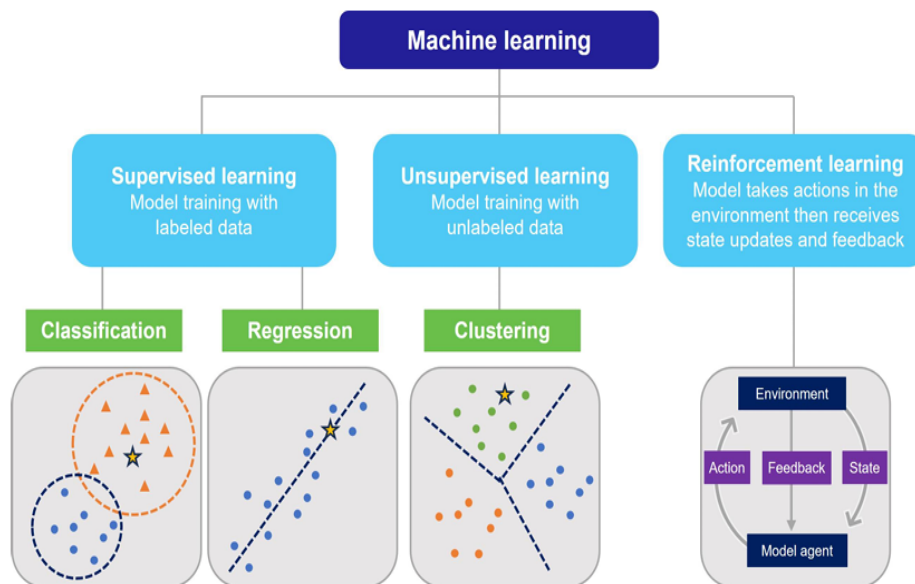 Machine learning
Supervised learning
Model training with
labeled data
Unsupervised learning
Model training with
unlabeled data
Reinforcement learning
Model takes actions in the
environment then receives
state updates and feedback
Classification
Regression
Clustering
Environment
Action
Feedback
State
Model agent